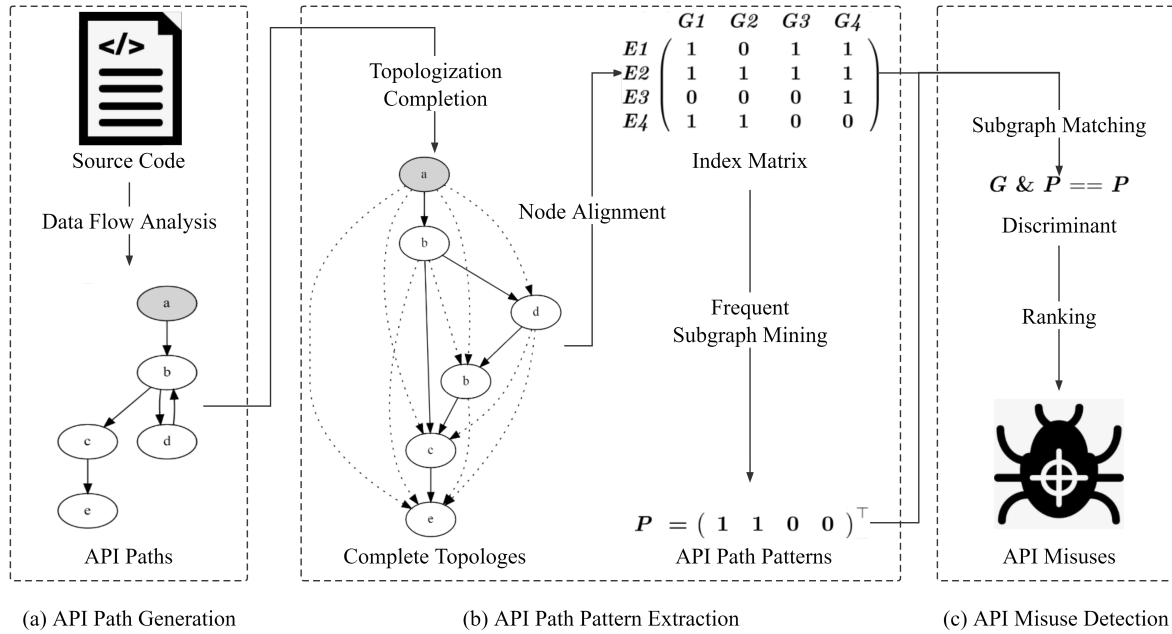 </>
Source Code
Data Flow Analysis
a
b
c
d
e
API Paths
(a) API Path Generation
Topologization
Completion
a
b
d
b
c
e
Complete Topologes
Node Alignment
G1 G2 G3 G4
E1 1 0 1 1
E2 1 1 1 1
E3 0 0 0 1
E4 1 1 0 0
Index Matrix
Frequent
Subgraph Mining
P = ( 1 1 0 0 )⊤
API Path Patterns
(b) API Path Pattern Extraction
Subgraph Matching
G & P == P
Discriminant
Ranking
API Misuses
(c) API Misuse Detection